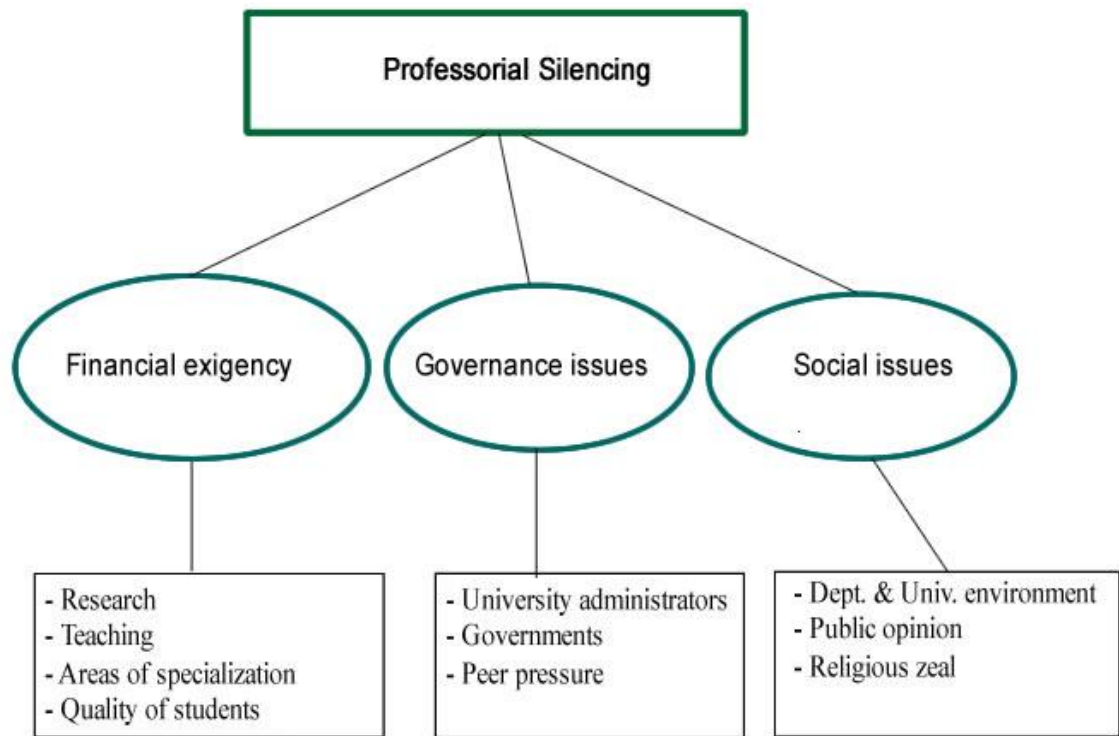 Professorial Silencing
Financial exigency
Governance issues
Social issues
- Research
- Teaching
- Areas of specialization
- Quality of students
- University administrators
- Governments
- Peer pressure
- Dept. & Univ. environment
- Public opinion
- Religious zeal